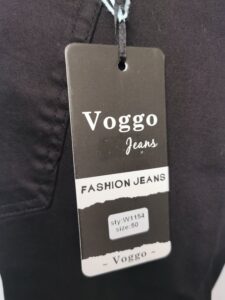 Voggo
Jeans
FASHION JEANS
sty:W1154
size:50
~ Voggo ~